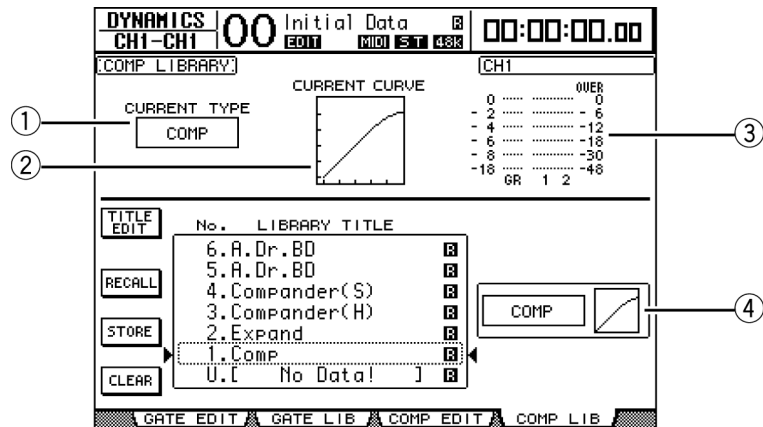 DYNAMICS
CH1-CH1
00
Initial Data R
EDIT MIDI ST 48K
00:00:00.00
COMP LIBRARY
CH1
CURRENT TYPE
COMP
CURRENT CURVE
OVER
0 0
- 2 - 6
- 4 -12
- 6 -18
- 8 -30
-18 -48
GR 1 2
①
②
③
④
TITLE EDIT
RECALL
STORE
CLEAR
No. LIBRARY TITLE
6.A.Dr.BD R
5.A.Dr.BD R
4.Compander(S) R
3.Compander(H) R
2.Expand R
1.Comp R
U.[ No Data! ] R
COMP
GATE EDIT GATE LIB COMP EDIT COMP LIB